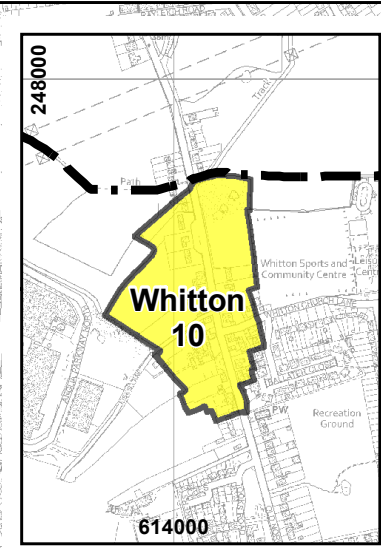 248000
Track
Path
Whitton Sports and
Community Centre
Whitton
10
PW
Recreation
Ground
614000